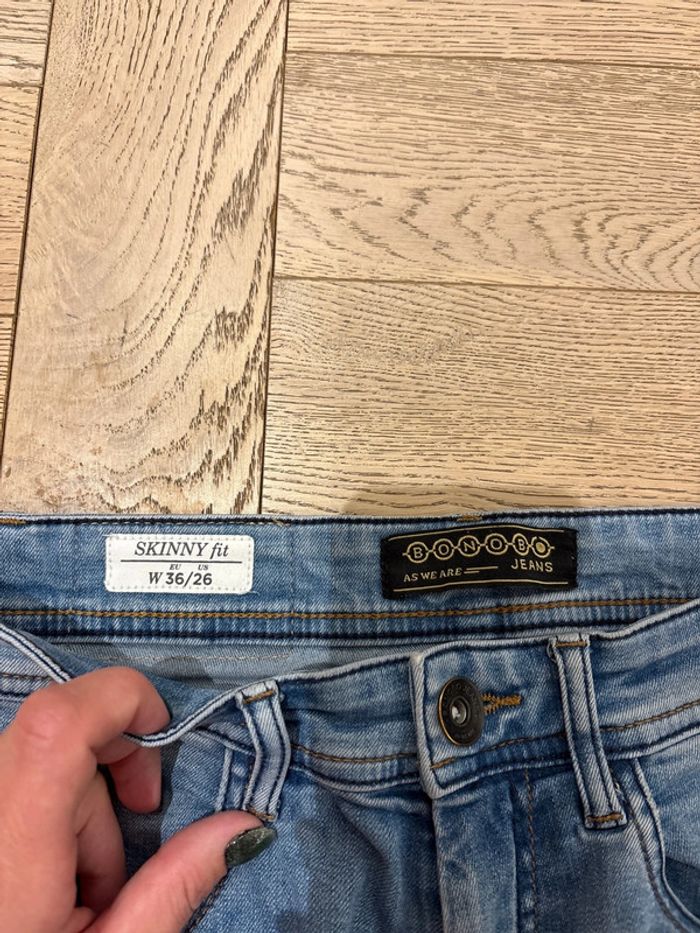 SKINNY fit
EU US
W 36/26
BONOBO
AS WE ARE
JEANS